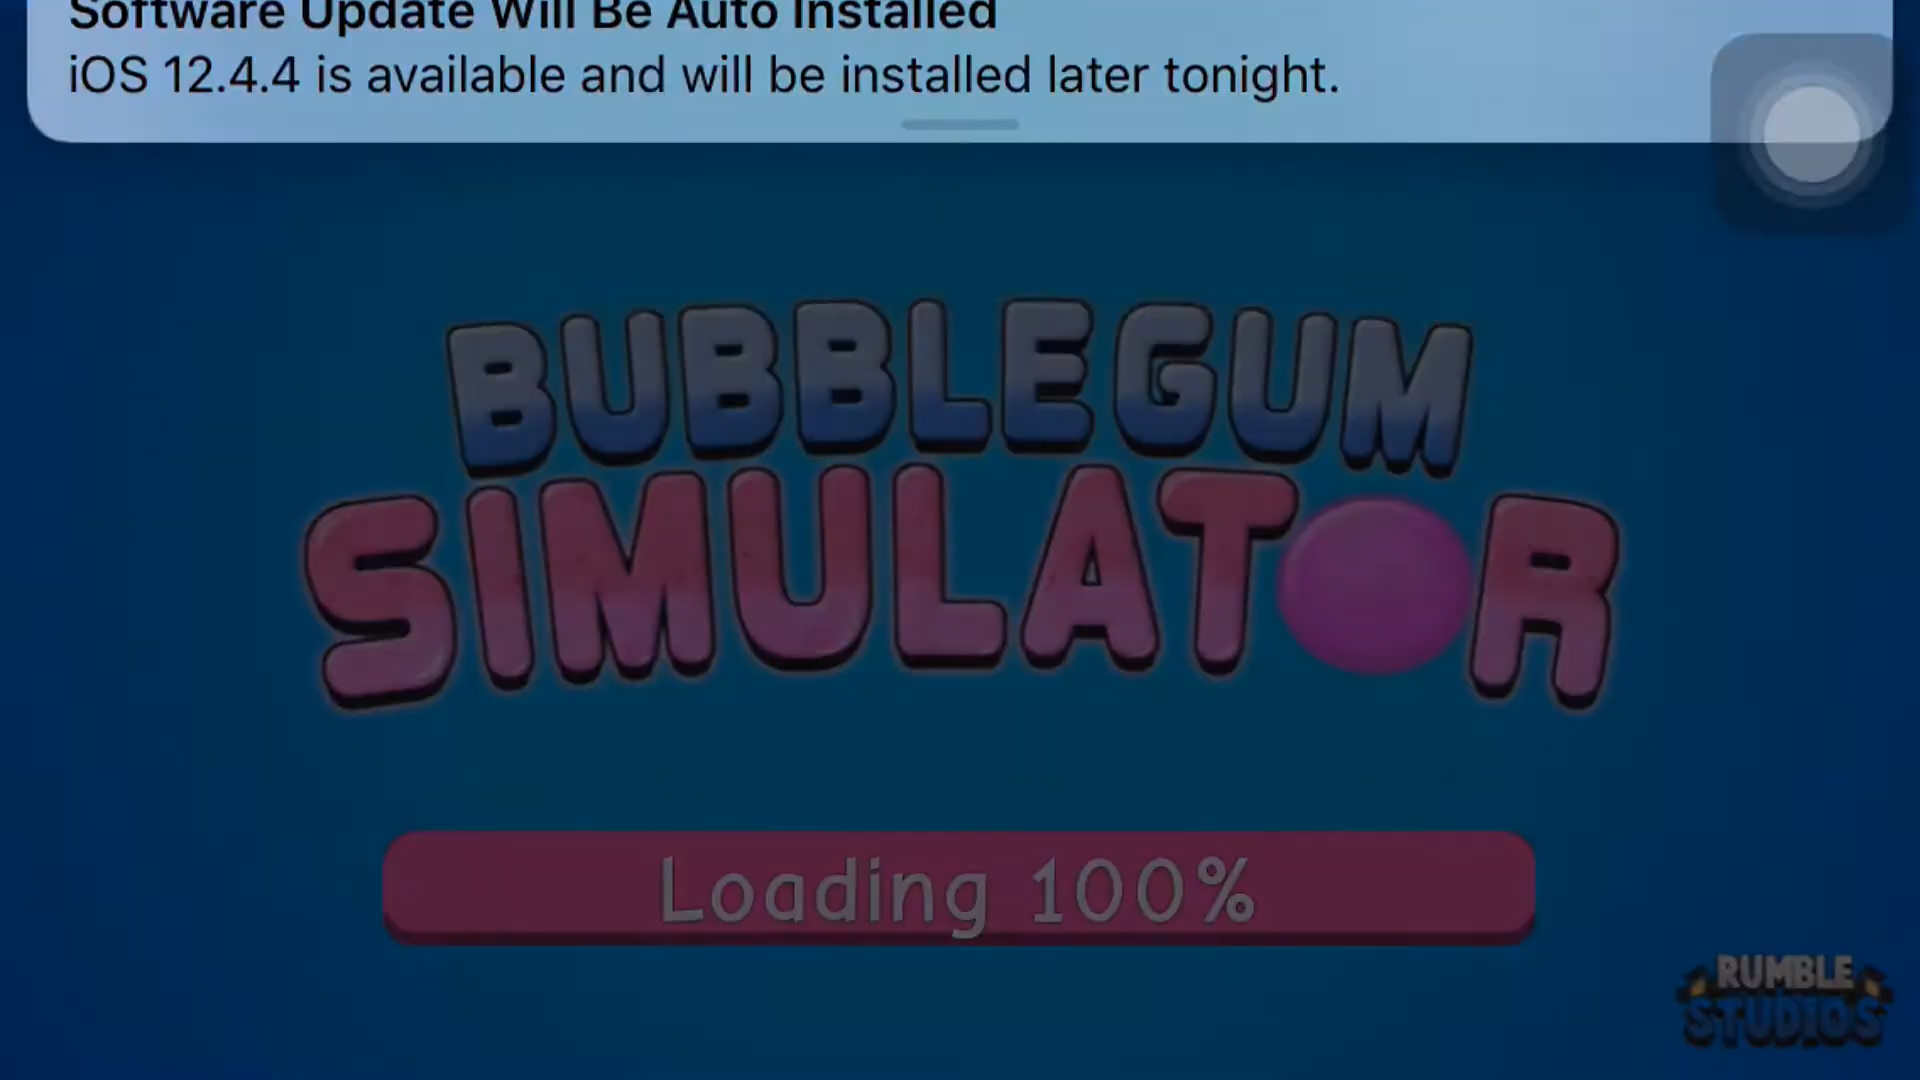 Software Update Will Be Auto Installed
iOS 12.4.4 is available and will be installed later tonight.
BUBBLEGUM
SIMULATOR
Loading 100%
RUMBLE
STUDIOS